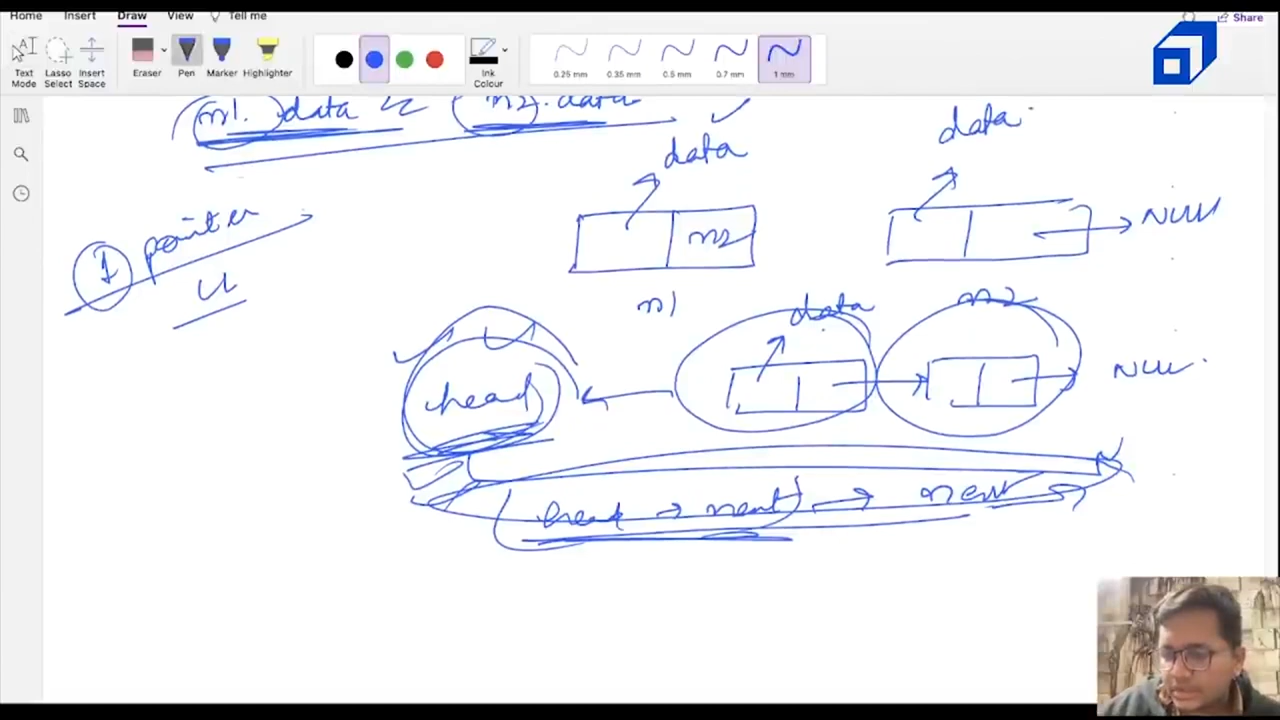 Home Insert Draw View Tell me Share
Text Mode
Lasso Select
Insert Space
Eraser
Pen
Marker
Highlighter
Ink Colour
0.25 mm
0.35 mm
0.5 mm
0.7 mm
1 mm
n1.data n2.data
data
data
1 pointer
n2
NULL
n1
data
n2
head
NULL
head → next → next